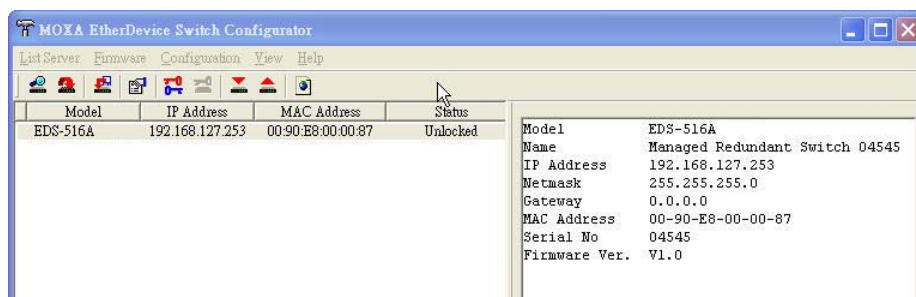 MOXA EtherDevice Switch Configurator
List Server Firmware Configuration View Help
Model IP Address MAC Address Status
EDS-516A 192.168.127.253 00:90:E8:00:00:87 Unlocked
Model EDS-516A
Name Managed Redundant Switch 04545
IP Address 192.168.127.253
Netmask 255.255.255.0
Gateway 0.0.0.0
MAC Address 00-90-E8-00-00-87
Serial No 04545
Firmware Ver. V1.0